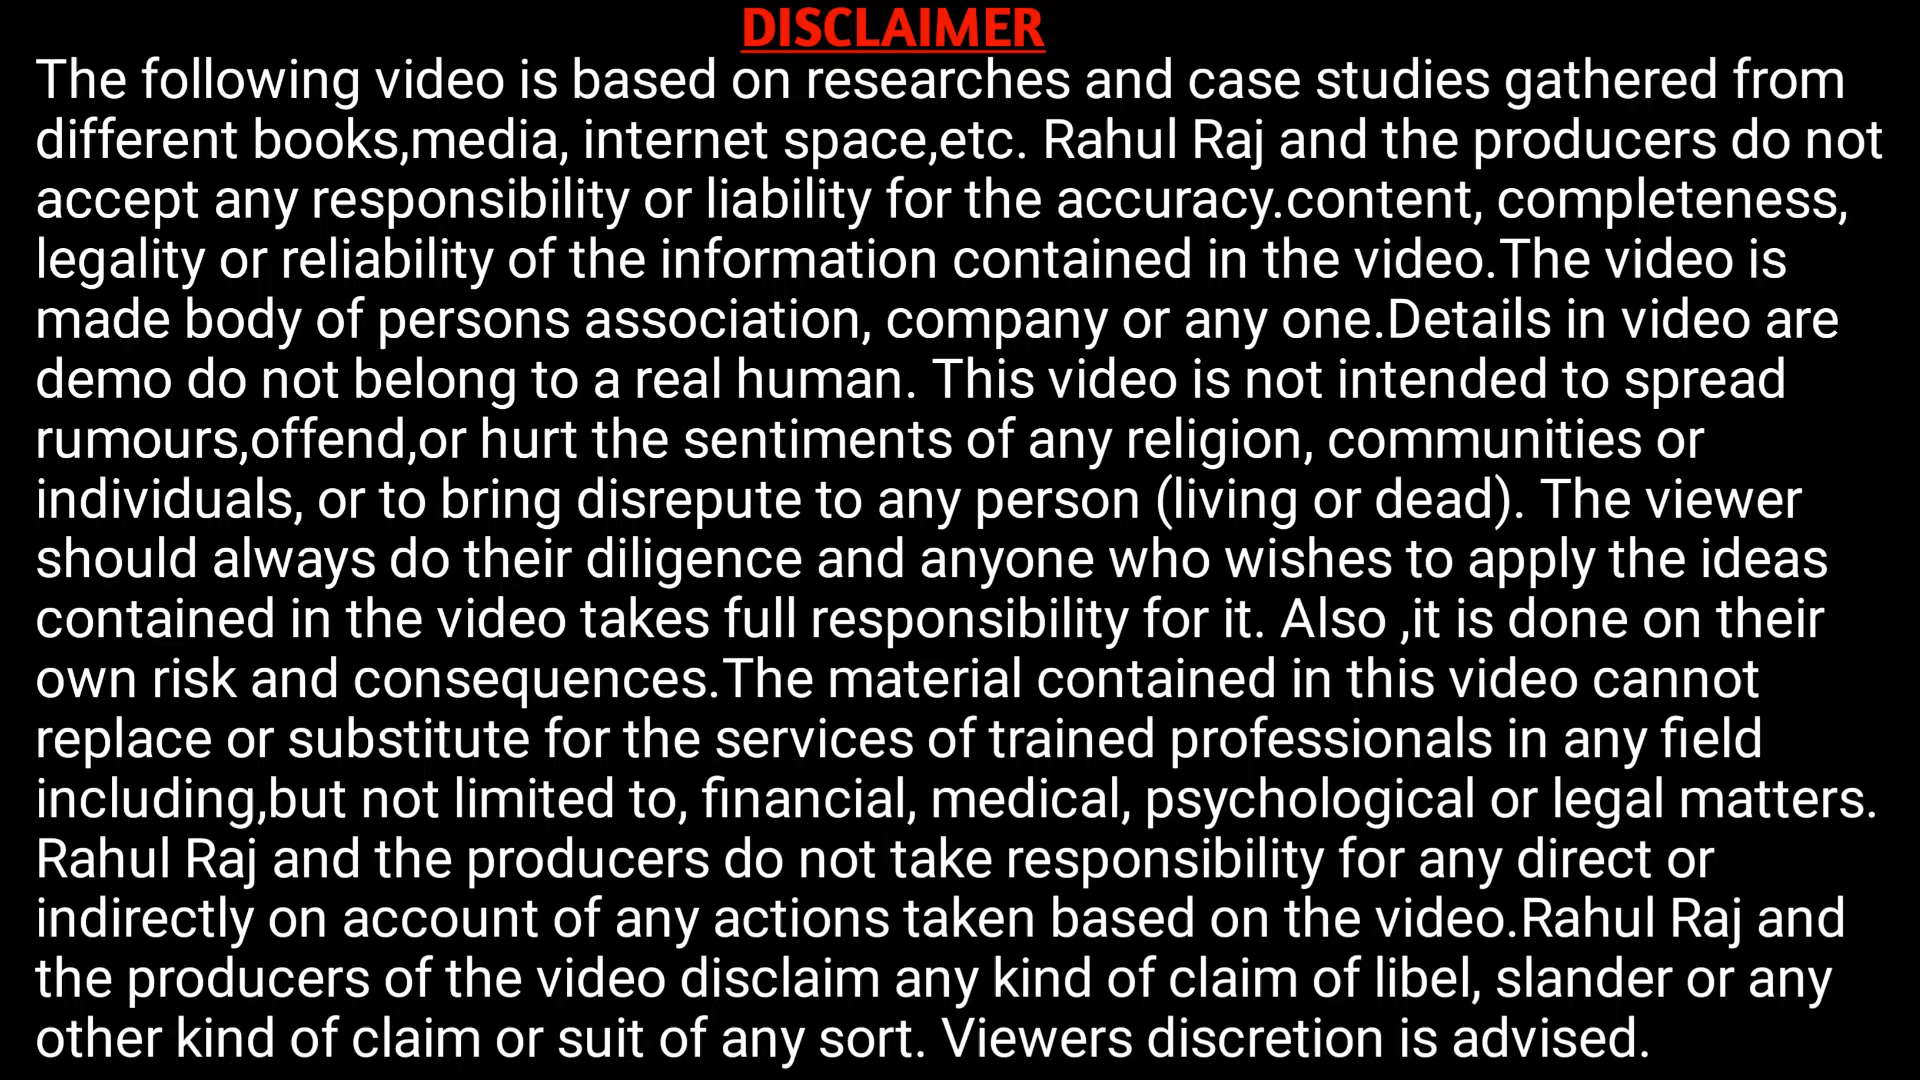 DISCLAIMER
The following video is based on researches and case studies gathered from
different books,media, internet space,etc. Rahul Raj and the producers do not
accept any responsibility or liability for the accuracy.content, completeness,
legality or reliability of the information contained in the video.The video is
made body of persons association, company or any one.Details in video are
demo do not belong to a real human. This video is not intended to spread
rumours,offend,or hurt the sentiments of any religion, communities or
individuals, or to bring disrepute to any person (living or dead). The viewer
should always do their diligence and anyone who wishes to apply the ideas
contained in the video takes full responsibility for it. Also ,it is done on their
own risk and consequences.The material contained in this video cannot
replace or substitute for the services of trained professionals in any field
including,but not limited to, financial, medical, psychological or legal matters.
Rahul Raj and the producers do not take responsibility for any direct or
indirectly on account of any actions taken based on the video.Rahul Raj and
the producers of the video disclaim any kind of claim of libel, slander or any
other kind of claim or suit of any sort. Viewers discretion is advised.